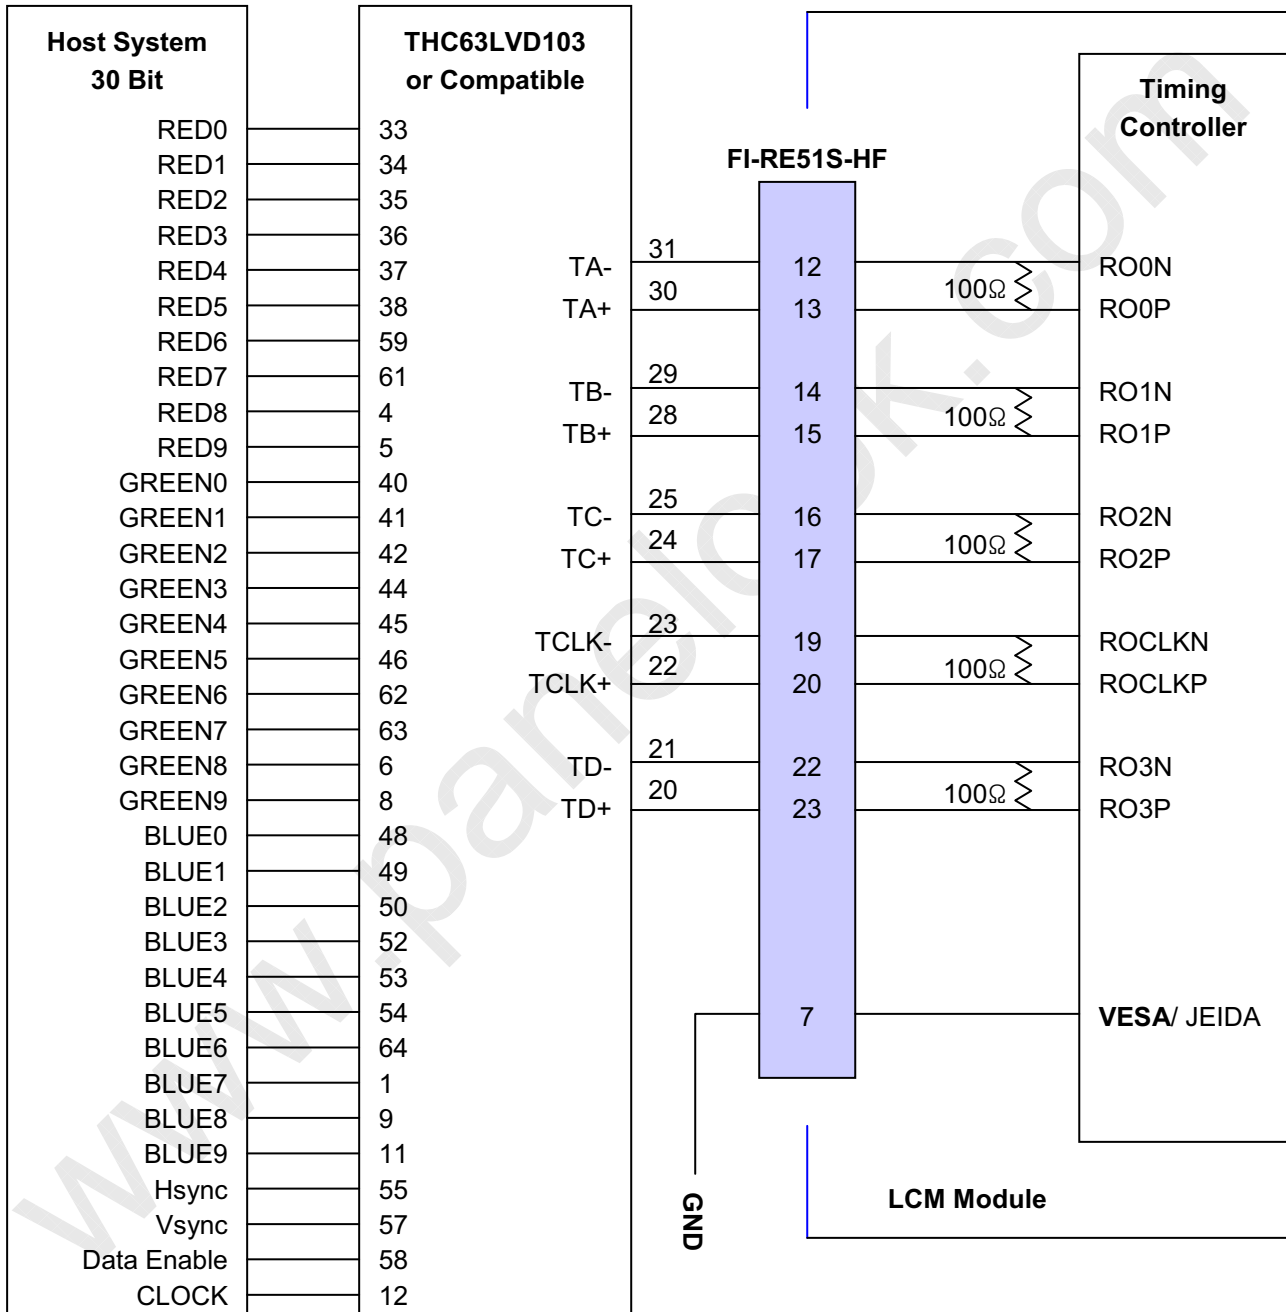 Host System
30 Bit
RED0
RED1
RED2
RED3
RED4
RED5
RED6
RED7
RED8
RED9
GREEN0
GREEN1
GREEN2
GREEN3
GREEN4
GREEN5
GREEN6
GREEN7
GREEN8
GREEN9
BLUE0
BLUE1
BLUE2
BLUE3
BLUE4
BLUE5
BLUE6
BLUE7
BLUE8
BLUE9
Hsync
Vsync
Data Enable
CLOCK
THC63LVD103
or Compatible
33
34
35
36
37
38
59
61
4
5
40
41
42
44
45
46
62
63
6
8
48
49
50
52
53
54
64
1
9
11
55
57
58
12
TA-
TA+
TB-
TB+
TC-
TC+
TCLK-
TCLK+
TD-
TD+
31
30
29
28
25
24
23
22
21
20
FI-RE51S-HF
12
13
14
15
16
17
19
20
22
23
7
GND
100Ω
100Ω
100Ω
100Ω
100Ω
Timing
Controller
RO0N
RO0P
RO1N
RO1P
RO2N
RO2P
ROCLKN
ROCLKP
RO3N
RO3P
VESA/ JEIDA
LCM Module
www.panelook.com